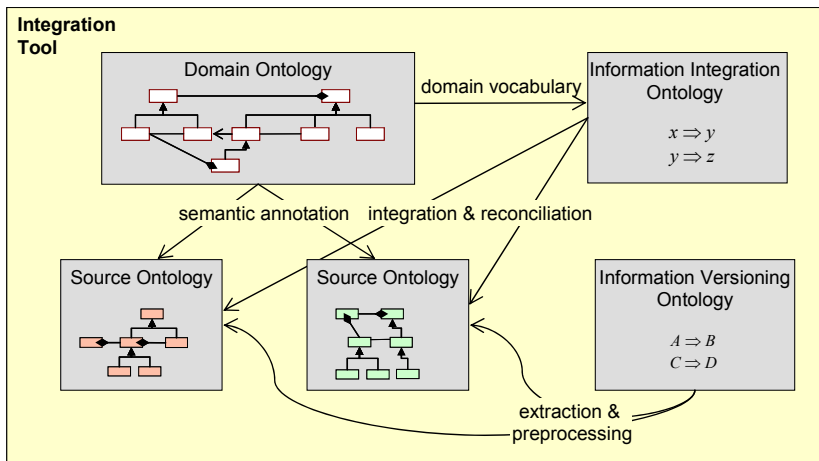 Integration
Tool
Domain Ontology
domain vocabulary
Information Integration
Ontology
x ⇒ y
y ⇒ z
semantic annotation
integration & reconciliation
Source Ontology
Source Ontology
Information Versioning
Ontology
A ⇒ B
C ⇒ D
extraction &
preprocessing